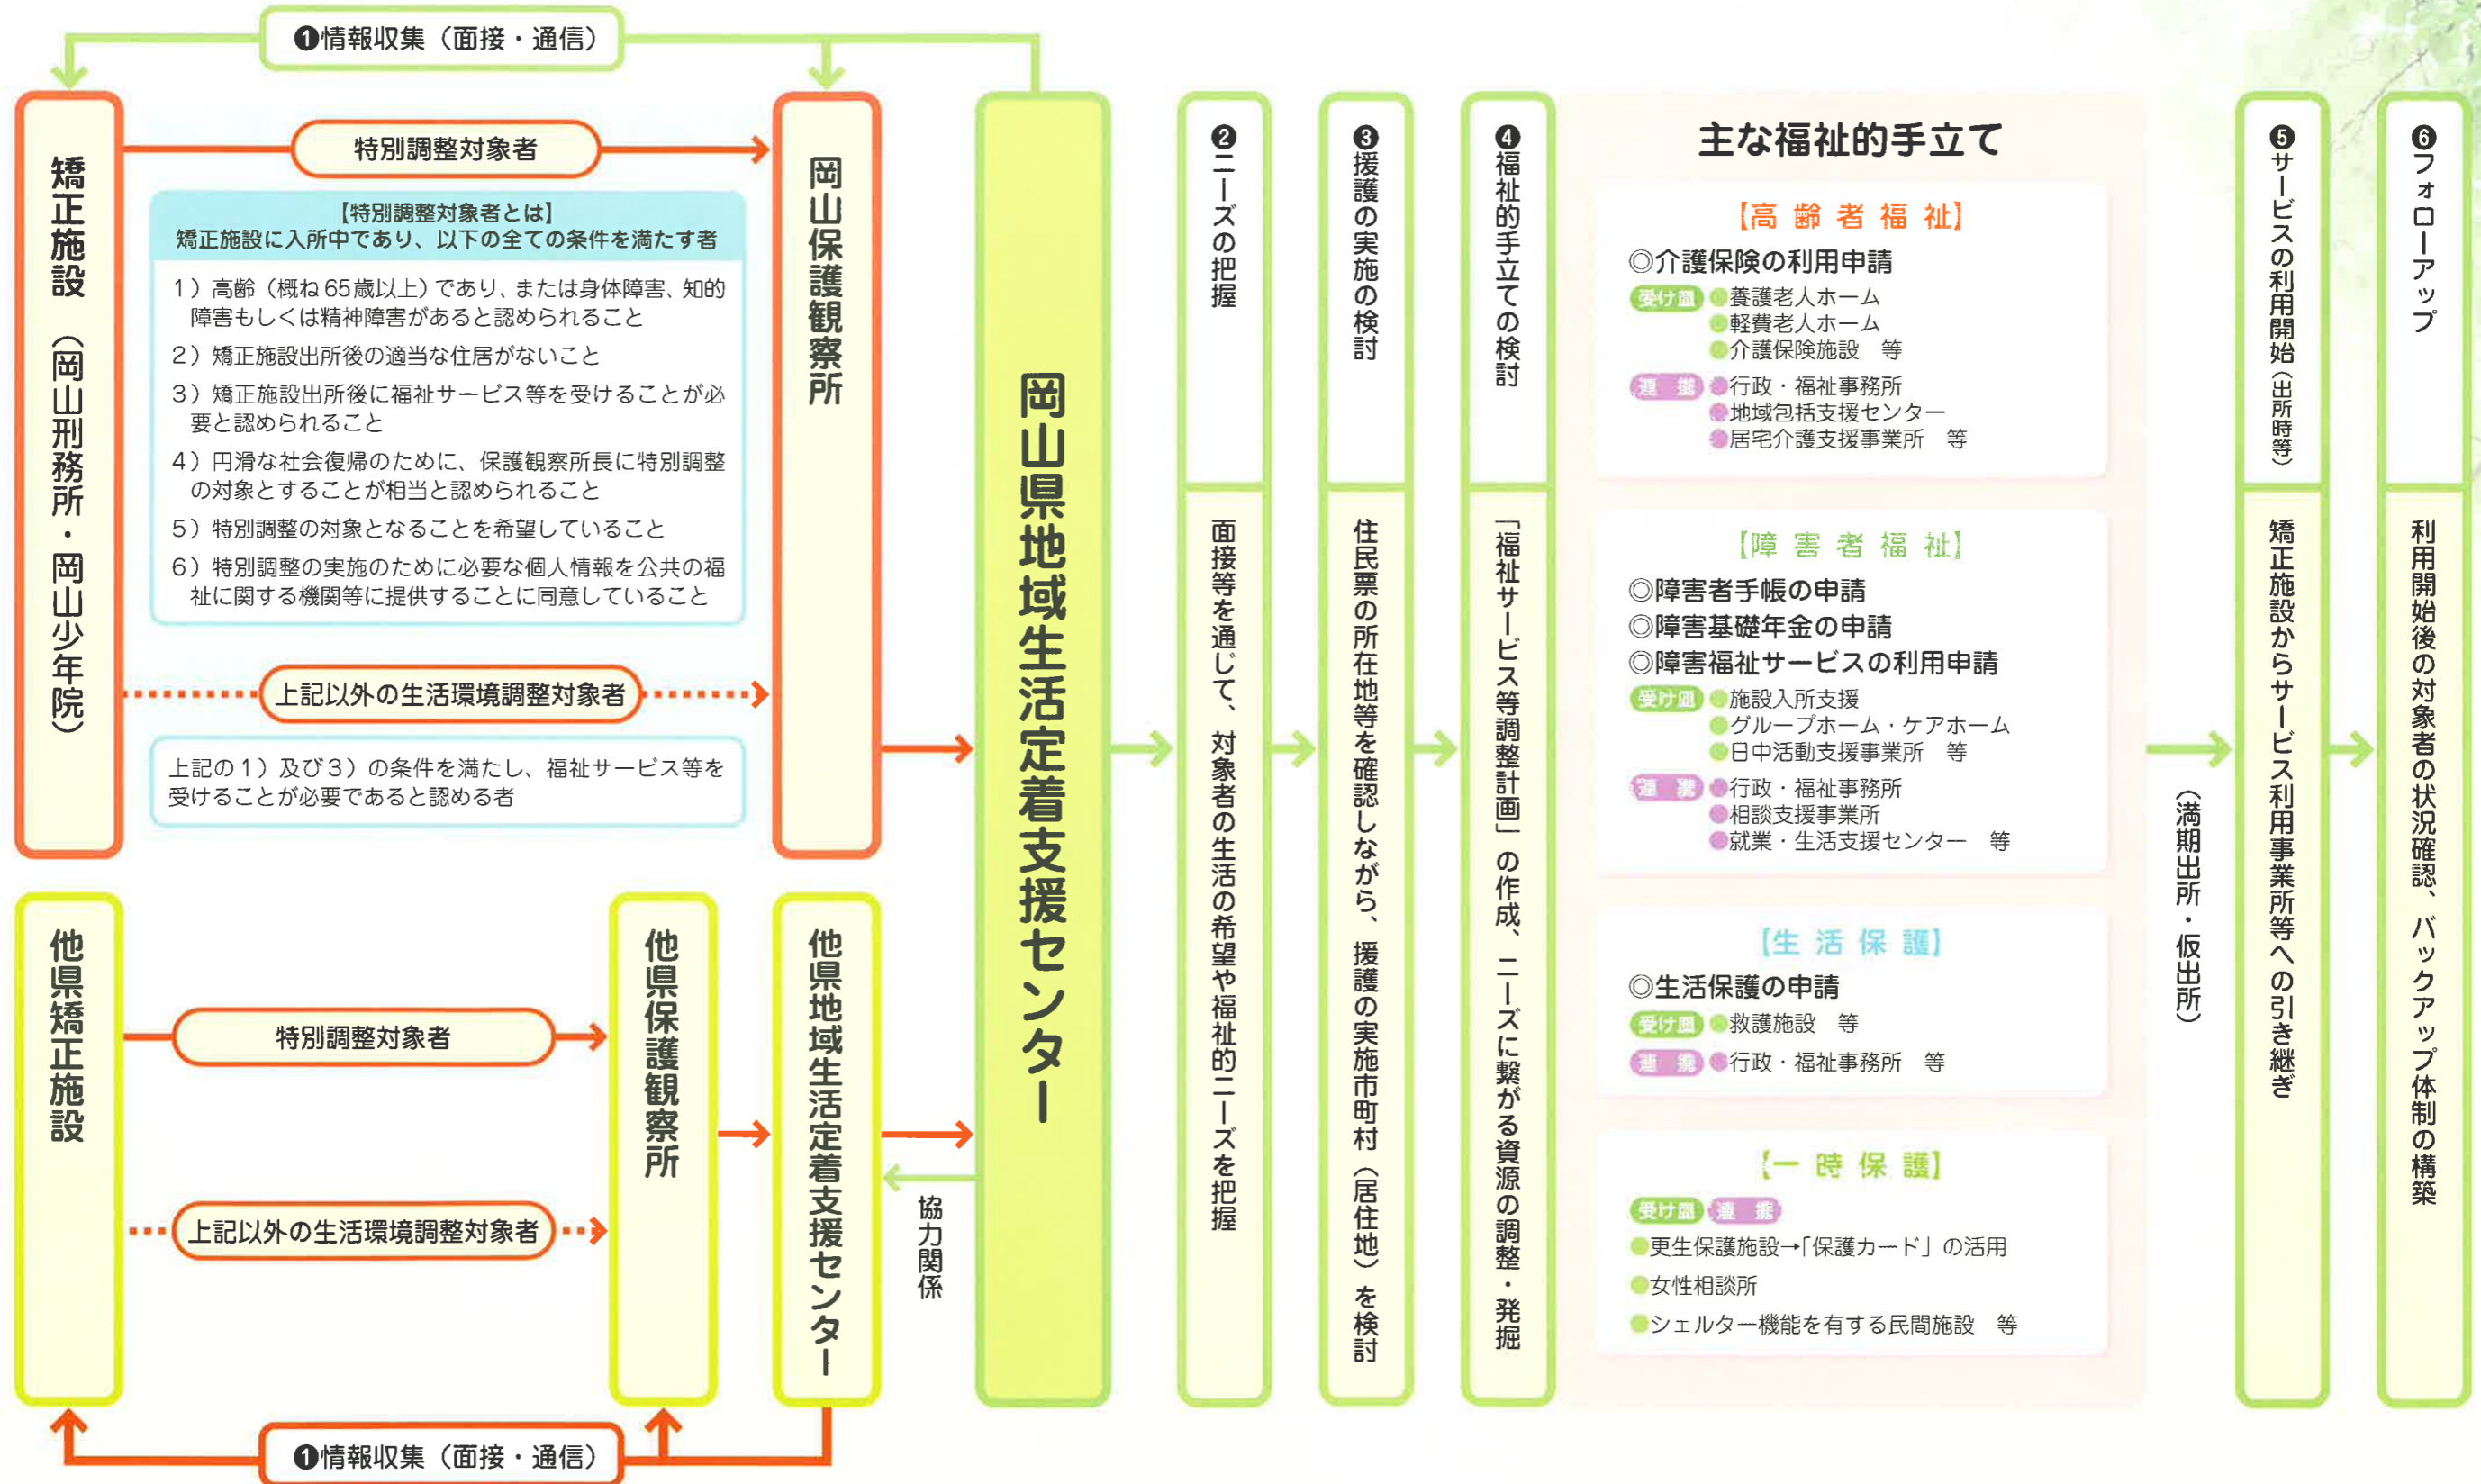 ❶情報収集（面接・通信）
矯正施設（岡山刑務所・岡山少年院）
特別調整対象者
【特別調整対象者とは】
矯正施設に入所中であり、以下の全ての条件を満たす者
1）高齢（概ね65歳以上）であり、または身体障害、知的
障害もしくは精神障害があると認められること
2）矯正施設出所後の適当な住居がないこと
3）矯正施設出所後に福祉サービス等を受けることが必
要と認められること
4）円滑な社会復帰のために、保護観察所長に特別調整
の対象とすることが相当と認められること
5）特別調整の対象となることを希望していること
6）特別調整の実施のために必要な個人情報を公共の福
祉に関する機関等に提供することに同意していること
上記以外の生活環境調整対象者
上記の1）及び3）の条件を満たし、福祉サービス等を
受けることが必要であると認める者
岡山保護観察所
他県矯正施設
特別調整対象者
上記以外の生活環境調整対象者
他県保護観察所
他県地域生活定着支援センター
❶情報収集（面接・通信）
協力関係
岡山県地域生活定着支援センター
❷ニーズの把握
面接等を通じて、対象者の生活の希望や福祉的ニーズを把握
❸援護の実施の検討
住民票の所在地等を確認しながら、援護の実施市町村（居住地）を検討
❹福祉的手立ての検討
「福祉サービス等調整計画」の作成、ニーズに繋がる資源の調整・発掘
主な福祉的手立て
【高齢者福祉】
◎介護保険の利用申請
受け皿 ●養護老人ホーム
●軽費老人ホーム
●介護保険施設　等
連携 ●行政・福祉事務所
●地域包括支援センター
●居宅介護支援事業所　等
【障害者福祉】
◎障害者手帳の申請
◎障害基礎年金の申請
◎障害福祉サービスの利用申請
受け皿 ●施設入所支援
●グループホーム・ケアホーム
●日中活動支援事業所　等
連携 ●行政・福祉事務所
●相談支援事業所
●就業・生活支援センター　等
【生活保護】
◎生活保護の申請
受け皿 ●救護施設　等
連携 ●行政・福祉事務所　等
【一時保護】
受け皿 連携
●更生保護施設→「保護カード」の活用
●女性相談所
●シェルター機能を有する民間施設　等
（満期出所・仮出所）
❺サービスの利用開始（出所時等）
矯正施設からサービス利用事業所等への引き継ぎ
❻フォローアップ
利用開始後の対象者の状況確認、バックアップ体制の構築